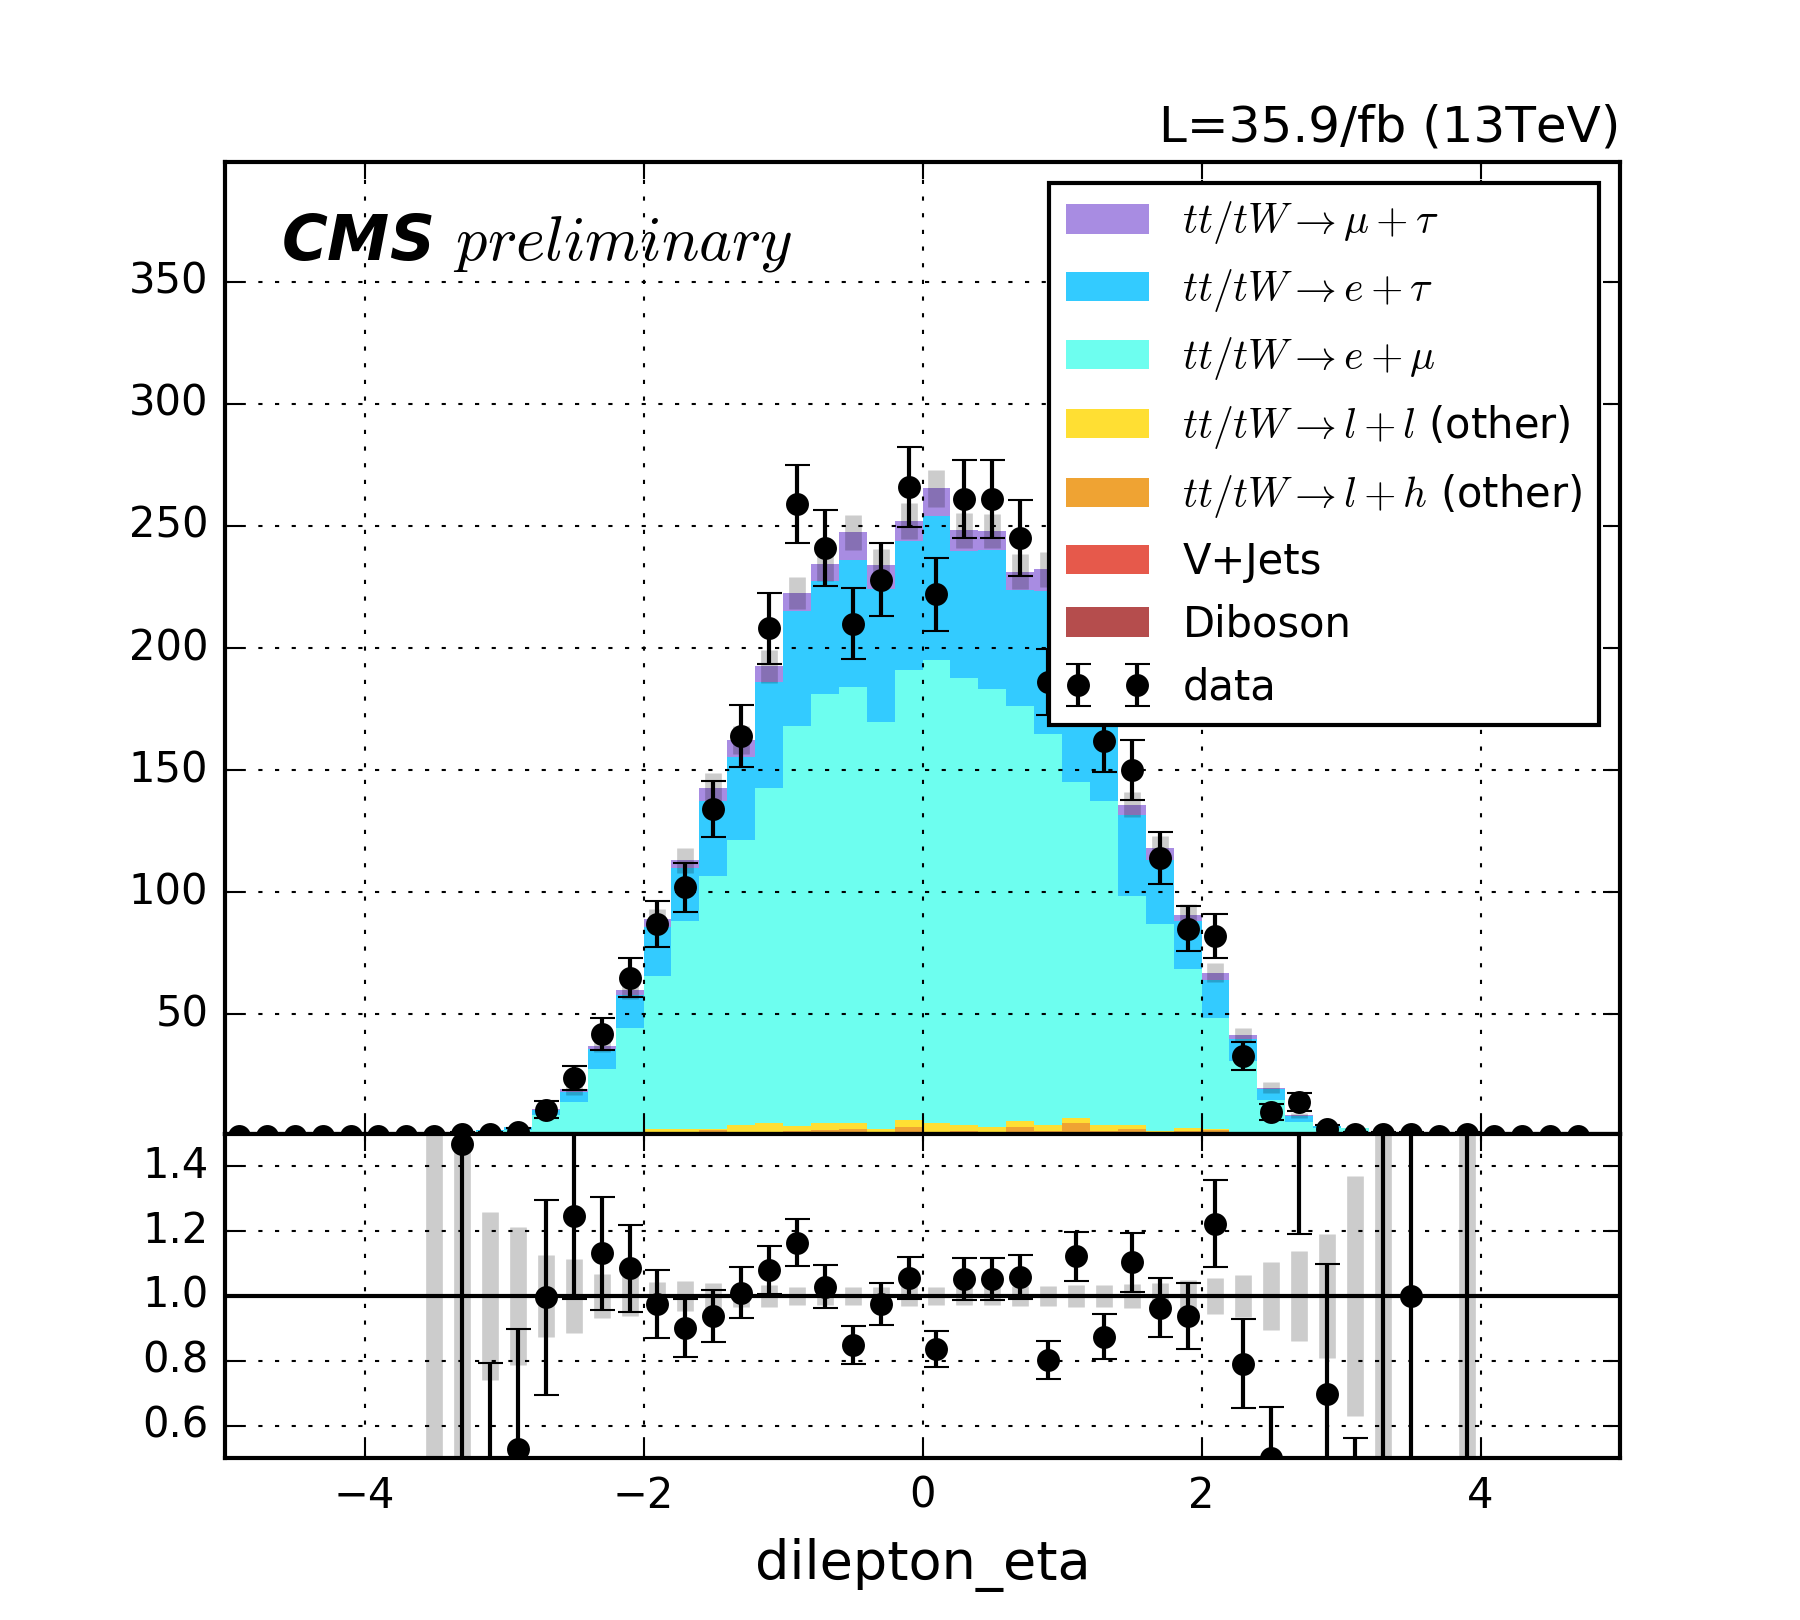 L=35.9/fb (13TeV)
CMS preliminary
tt/tW→μ+τ
tt/tW→e+τ
tt/tW→e+μ
tt/tW→l+l (other)
tt/tW→l+h (other)
V+Jets
Diboson
data
350
300
250
200
150
100
50
1.4
1.2
1.0
0.8
0.6
−4 −2 0 2 4
dilepton_eta